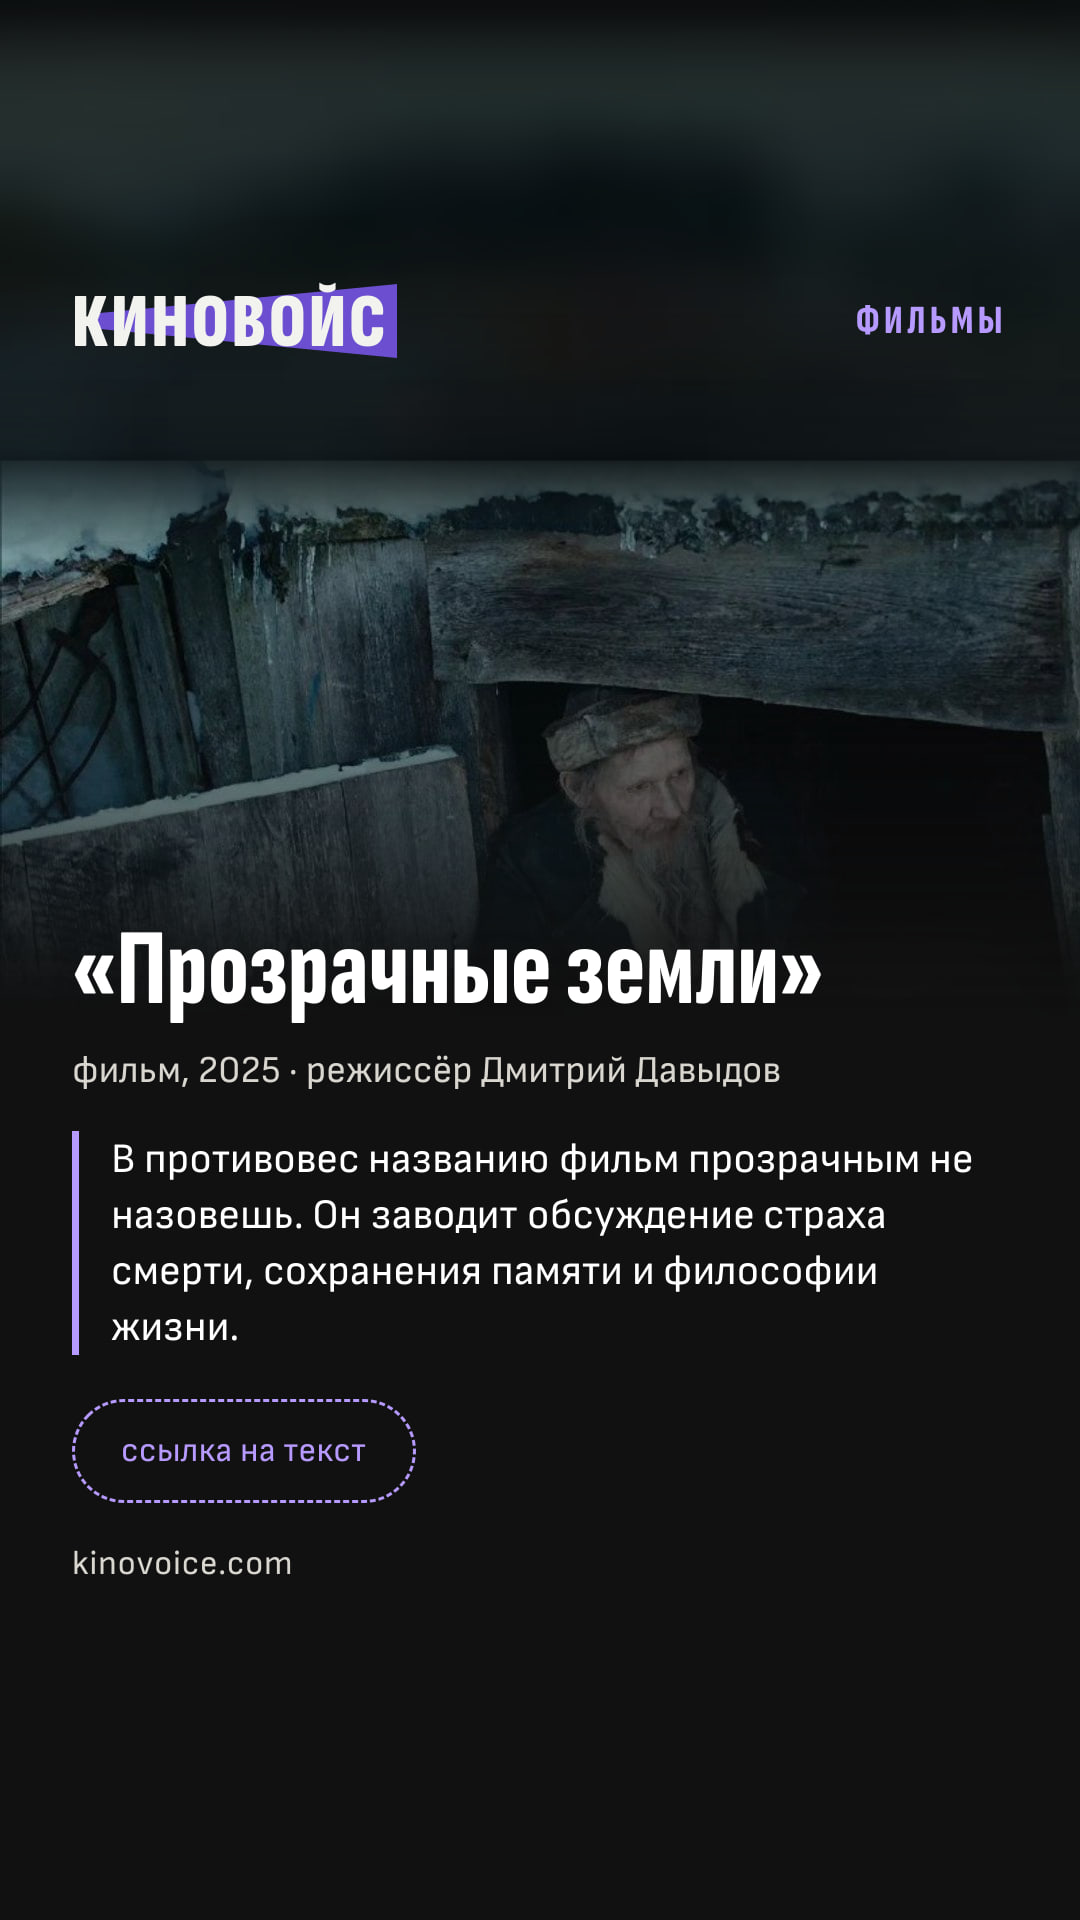 КИНОВОЙС
ФИЛЬМЫ
«Прозрачные земли»
фильм, 2025 · режиссёр Дмитрий Давыдов
В противовес названию фильм прозрачным не
назовешь. Он заводит обсуждение страха
смерти, сохранения памяти и философии
жизни.
ссылка на текст
kinovoice.com